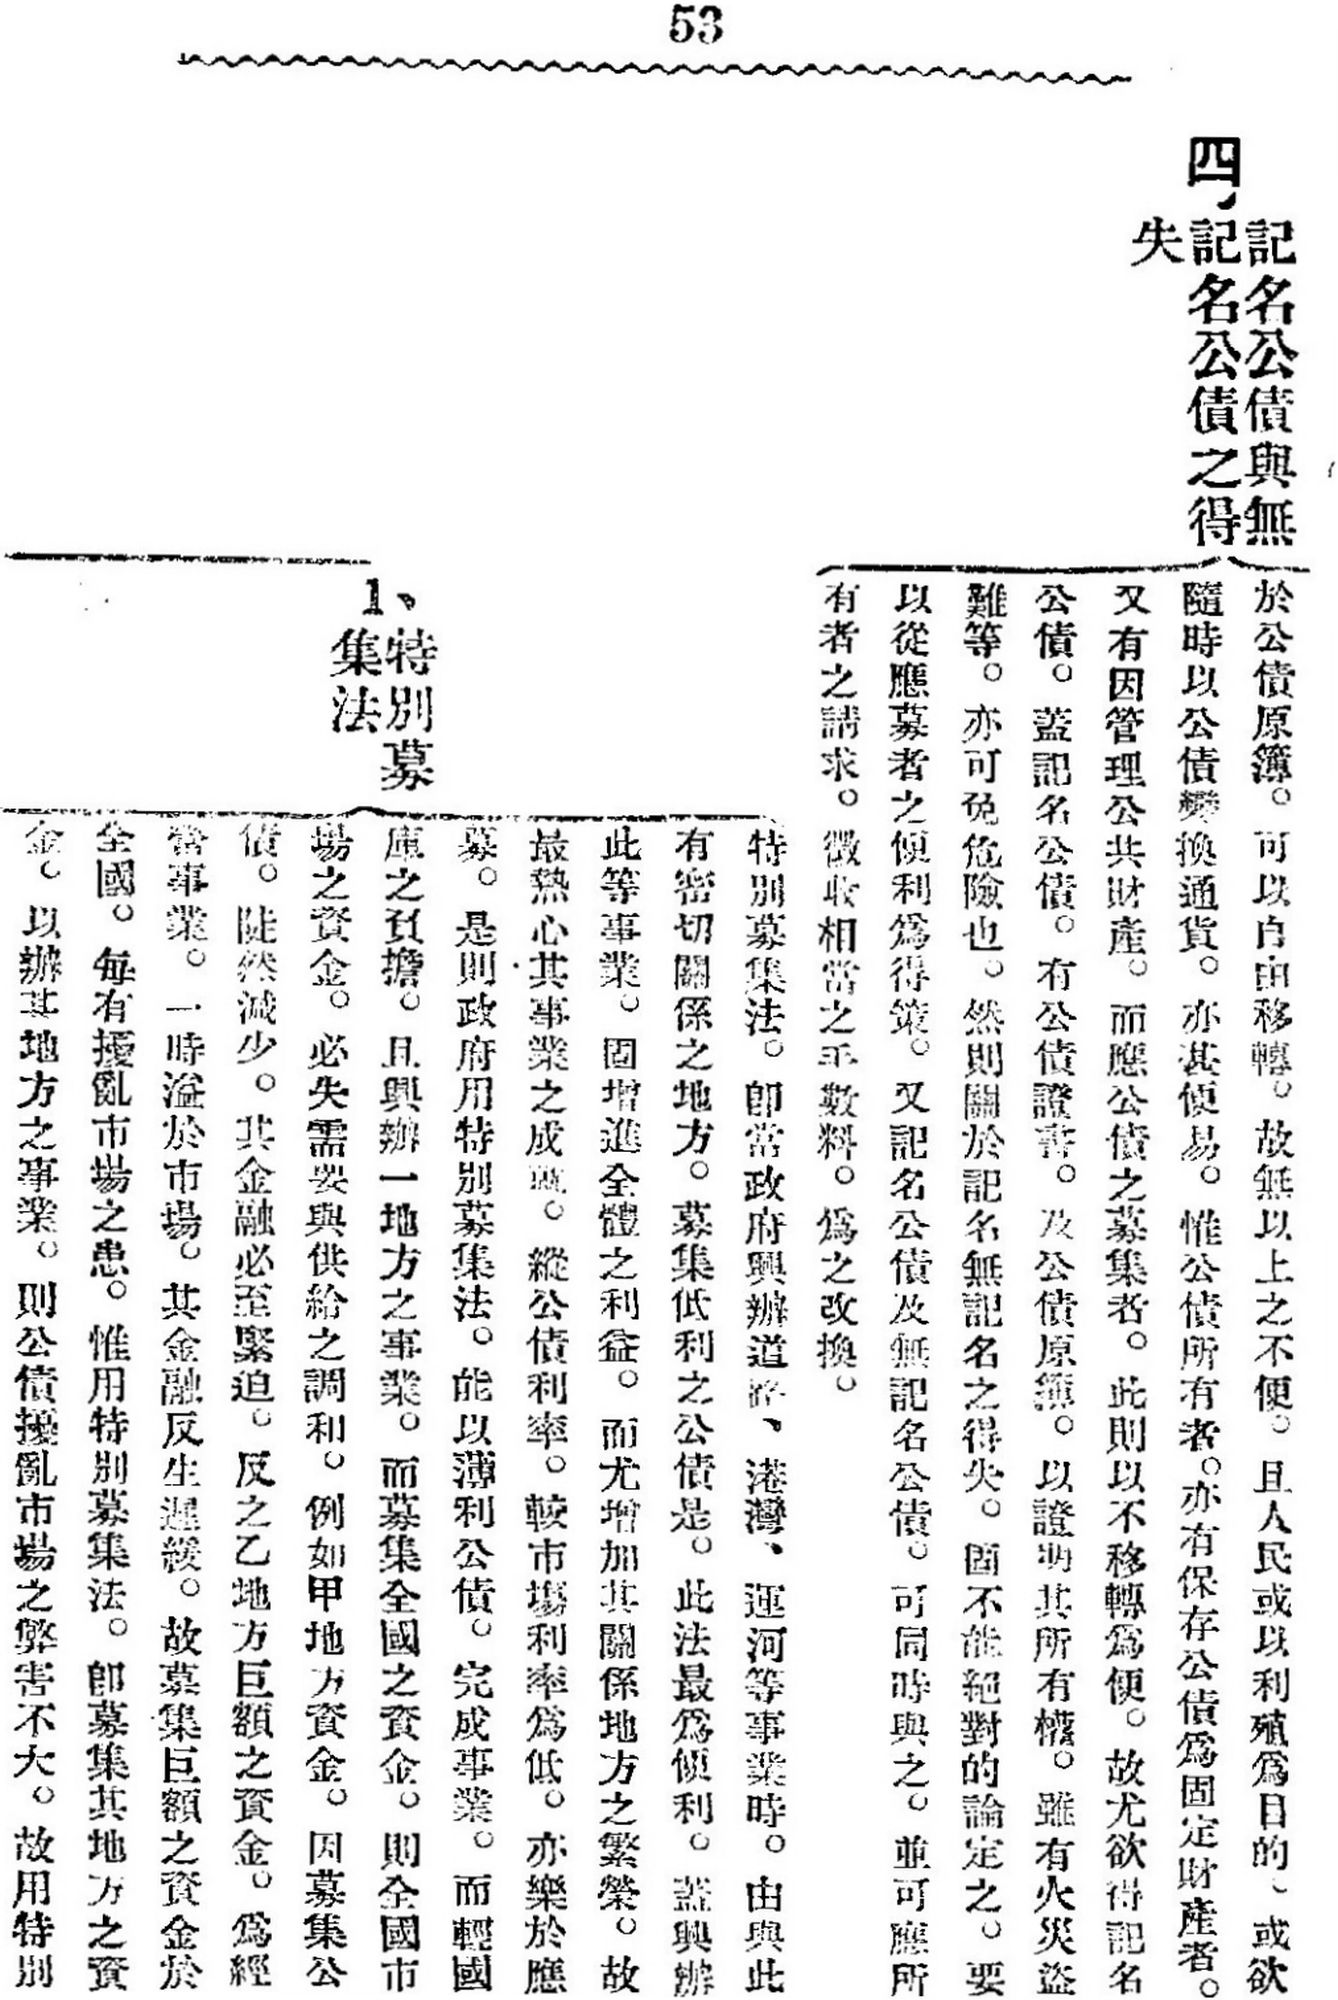 53
四、
記名公債與無
記名公債之得
失
於公債原簿。可以自由移轉。故無以上之不便。且人民或以利殖爲目的、或欲
隨時以公債變換通貨。亦甚便易。惟公債所有者。亦有保存公債爲固定財產者。
又有因管理公共財產。而應公債之募集者。此則以不移轉爲便。故尤欲得記名
公債。蓋記名公債。有公債證書。及公債原簿。以證明其所有權。雖有火災盜
難等。亦可免危險也。然則關於記名無記名之得失。固不能絕對的論定之。要
以從應募者之便利爲得策。又記名公債及無記名公債。可同時與之。並可應所
有者之請求。徵收相當之手數料。爲之改換。
1、
特別募
集法
特別募集法。卽當政府興辦道路、港灣、運河等事業時。由與此
有密切關係之地方。募集低利之公債是。此法最爲便利。蓋興辦
此等事業。固增進全體之利益。而尤增加其關係地方之繁榮。故
最熱心其事業之成就。縱公債利率。較市場利率爲低。亦樂於應
募。是則政府用特別募集法。能以薄利公債。完成事業。而輕國
庫之負擔。且興辦一地方之事業。而募集全國之資金。則全國市
場之資金。必失需要與供給之調和。例如甲地方資金。因募集公
債。陡然減少。其金融必至緊迫。反之乙地方巨額之資金。爲經
營事業。一時溢於市場。其金融反生遲緩。故募集巨額之資金於
全國。每有擾亂市場之患。惟用特別募集法。卽募集其地方之資
金。以辦其地方之事業。則公債擾亂市場之弊害不大。故用特別